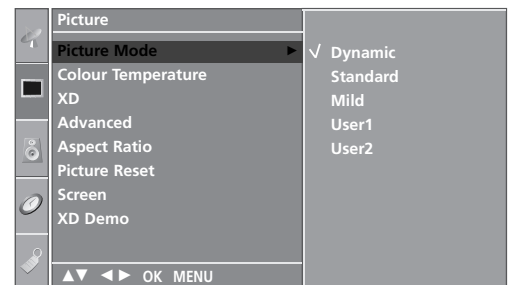 Picture
Picture Mode ► √ Dynamic
Colour Temperature Standard
XD Mild
Advanced User1
Aspect Ratio User2
Picture Reset
Screen
XD Demo
▲▼ ◄► OK MENU